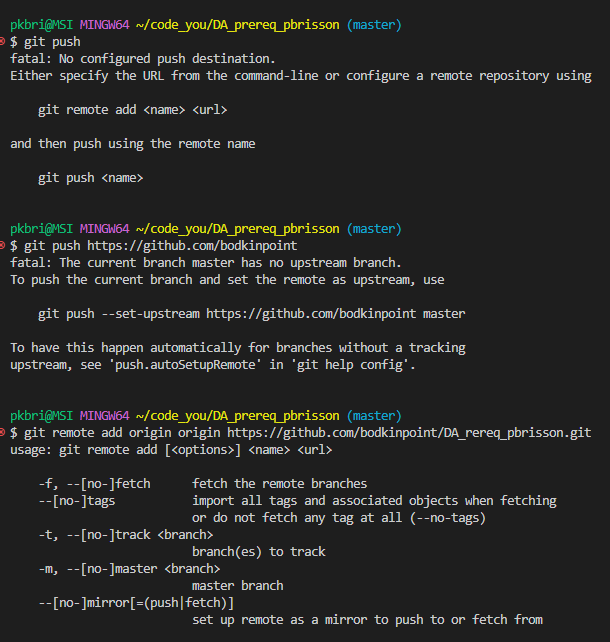 pkbri@MSI MINGW64 ~/code_you/DA_prereq_pbrisson (master)
$ git push
fatal: No configured push destination.
Either specify the URL from the command-line or configure a remote repository using
git remote add <name> <url>
and then push using the remote name
git push <name>
pkbri@MSI MINGW64 ~/code_you/DA_prereq_pbrisson (master)
$ git push https://github.com/bodkinpoint
fatal: The current branch master has no upstream branch.
To push the current branch and set the remote as upstream, use
git push --set-upstream https://github.com/bodkinpoint master
To have this happen automatically for branches without a tracking
upstream, see 'push.autoSetupRemote' in 'git help config'.
pkbri@MSI MINGW64 ~/code_you/DA_prereq_pbrisson (master)
$ git remote add origin origin https://github.com/bodkinpoint/DA_rereq_pbrisson.git
usage: git remote add [<options>] <name> <url>
-f, --[no-]fetch fetch the remote branches
--[no-]tags import all tags and associated objects when fetching
or do not fetch any tag at all (--no-tags)
-t, --[no-]track <branch>
branch(es) to track
-m, --[no-]master <branch>
master branch
--[no-]mirror[=(push|fetch)]
set up remote as a mirror to push to or fetch from